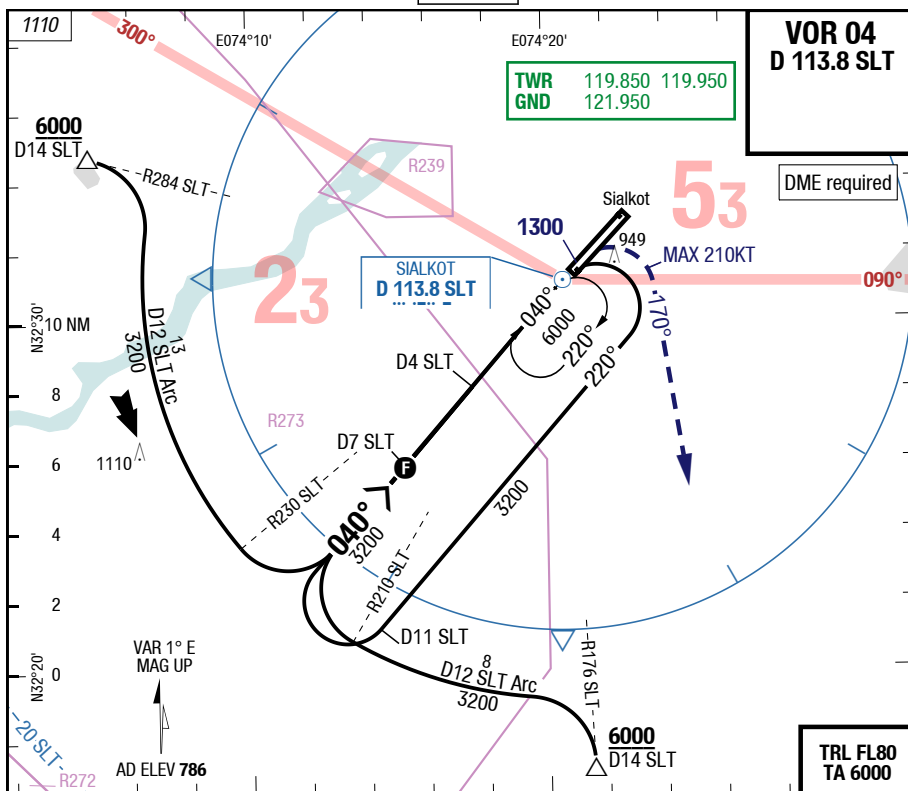 1110
E074°10'
E074°20'
VOR 04
D 113.8 SLT
300°
TWR 119.850 119.950
GND 121.950
6000
D14 SLT
R284 SLT
R239
53
DME required
Sialkot
1300
949
MAX 210KT
SIALKOT
D 113.8 SLT
23
090°
040°
6000
220°
170°
220°
N32°30'
10 NM
13
D12 SLT Arc
3200
D4 SLT
8
R273
D7 SLT
1110
6
F
R230 SLT
040°
3200
3200
4
R210 SLT
2
D11 SLT
VAR 1° E
MAG UP
N32°20'
0
8
D12 SLT Arc
3200
R176 SLT
20 SLT
6000
D14 SLT
AD ELEV 786
R272
TRL FL80
TA 6000